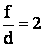 f/d = 2